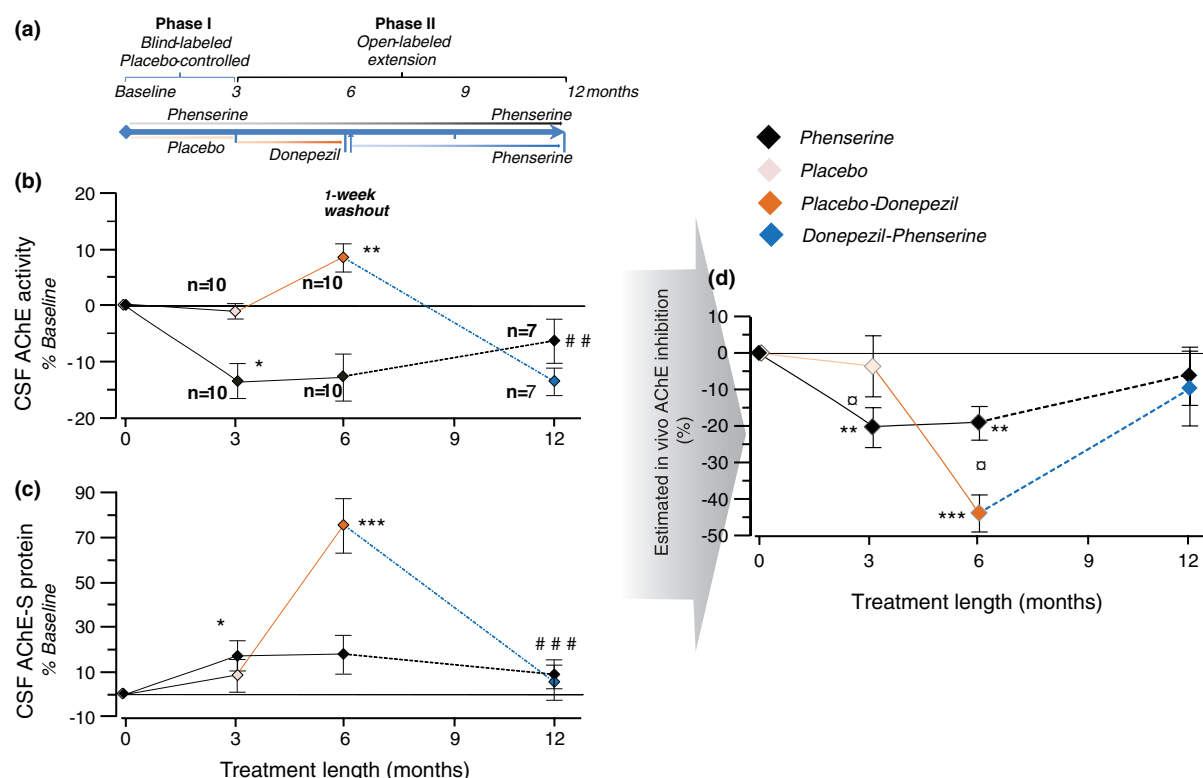 (a)
Phase I
Blind-labeled
Placebo-controlled
Phase II
Open-labeled
extension
Baseline 3 6 9 12 months
Phenserine Phenserine
Placebo Donepezil Phenserine
Phenserine
Placebo
Placebo-Donepezil
Donepezil-Phenserine
(b)
1-week
washout
CSF AChE activity
% Baseline
20
10
0
-10
-20
n=10
n=10
**
n=10
*
n=10
n=7
# #
n=7
0 3 6 9 12
(c)
CSF AChE-S protein
% Baseline
90
70
50
30
10
-10
*
***
# # #
0 3 6 9 12
Treatment length (months)
(d)
Estimated in vivo AChE inhibition
(%)
10
0
-10
-20
-30
-40
-50
¤
**
**
¤
***
0 3 6 9 12
Treatment length (months)